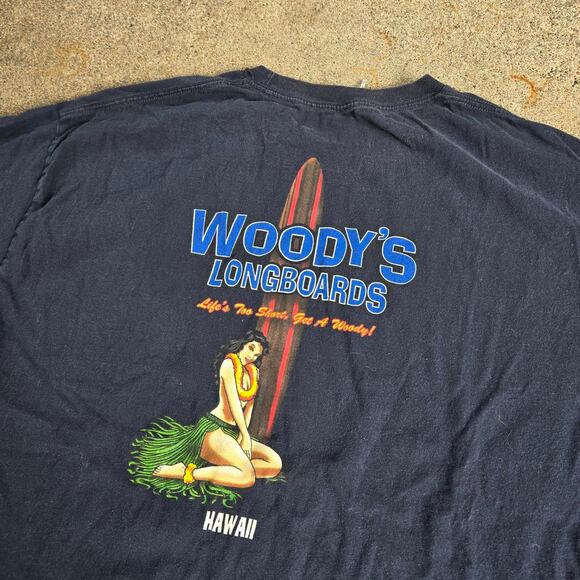 WOODY'S
LONGBOARDS
Life's Too Short, Get A Woody!
HAWAII